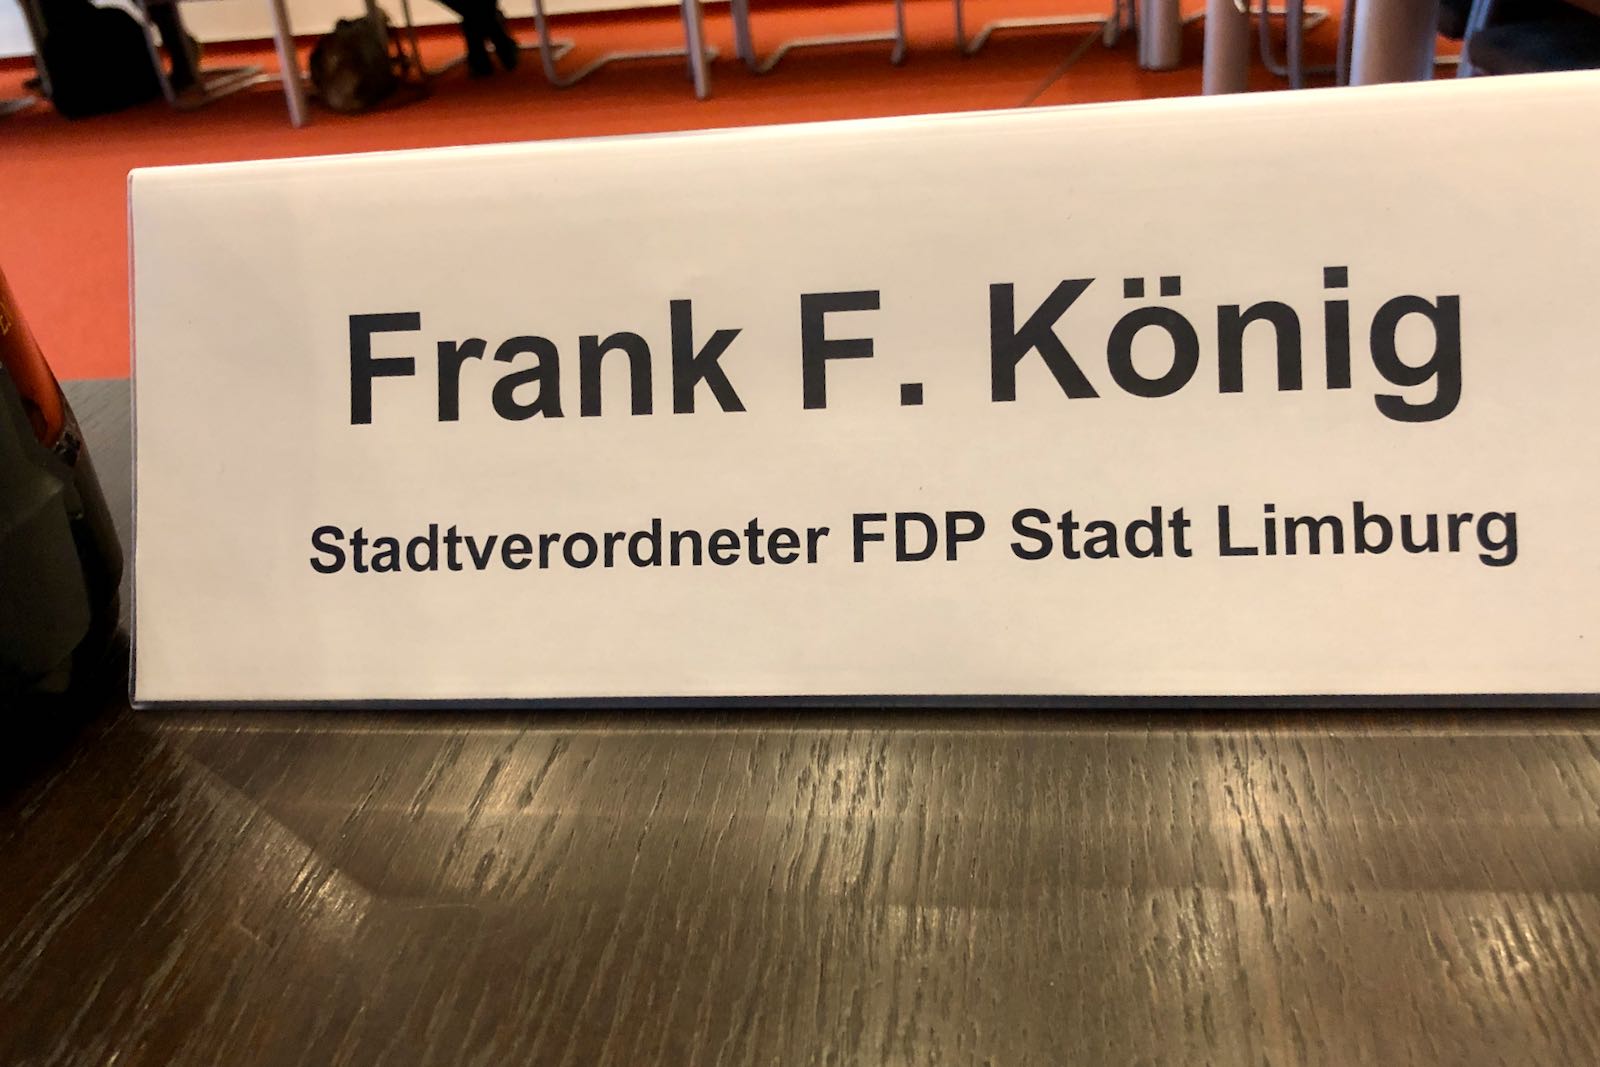 Frank F. König
Stadtverordneter FDP Stadt Limburg